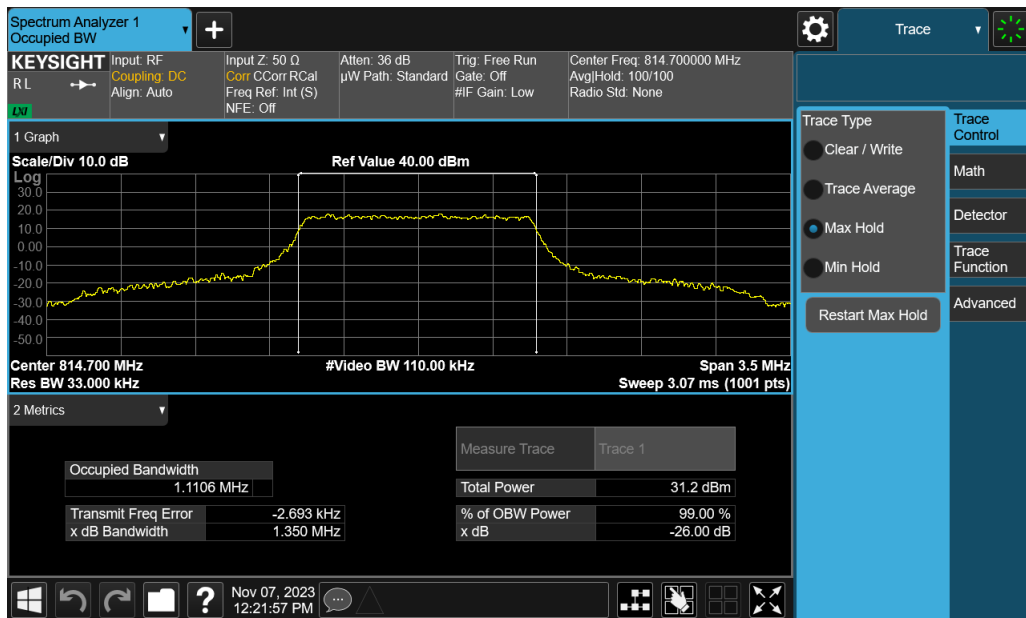 Spectrum Analyzer 1
Occupied BW
Trace
KEYSIGHT
R L
LXI
Input: RF
Coupling: DC
Align: Auto
Input Z: 50 Ω
Corr CCorr RCal
Freq Ref: Int (S)
NFE: Off
Atten: 36 dB
µW Path: Standard
Trig: Free Run
Gate: Off
#IF Gain: Low
Center Freq: 814.700000 MHz
Avg|Hold: 100/100
Radio Std: None
1 Graph
Scale/Div 10.0 dB
Ref Value 40.00 dBm
Log
30.0
20.0
10.0
0.00
-10.0
-20.0
-30.0
-40.0
-50.0
Center 814.700 MHz
#Video BW 110.00 kHz
Span 3.5 MHz
Res BW 33.000 kHz
Sweep 3.07 ms (1001 pts)
2 Metrics
Measure Trace
Trace 1
Occupied Bandwidth
1.1106 MHz
Total Power
31.2 dBm
Transmit Freq Error
-2.693 kHz
% of OBW Power
99.00 %
x dB Bandwidth
1.350 MHz
x dB
-26.00 dB
Trace Type
Clear / Write
Trace Average
Max Hold
Min Hold
Restart Max Hold
Trace
Control
Math
Detector
Trace
Function
Advanced
?
Nov 07, 2023
12:21:57 PM